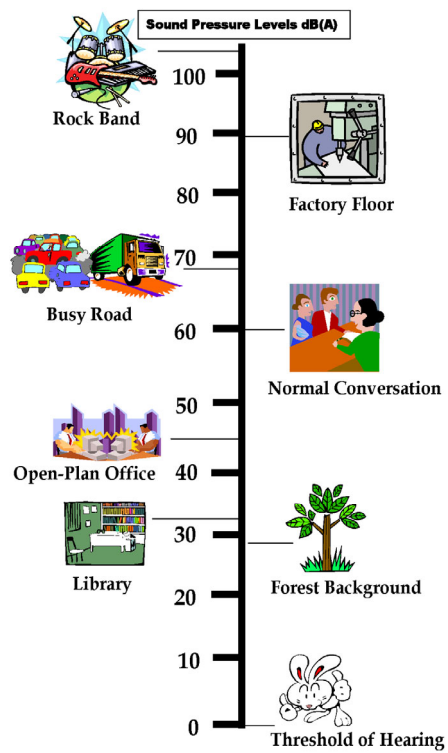 Sound Pressure Levels dB(A)
100
Rock Band
90
80
Factory Floor
70
Busy Road
60
Normal Conversation
50
Open-Plan Office
40
30
Library
Forest Background
20
10
0
Threshold of Hearing